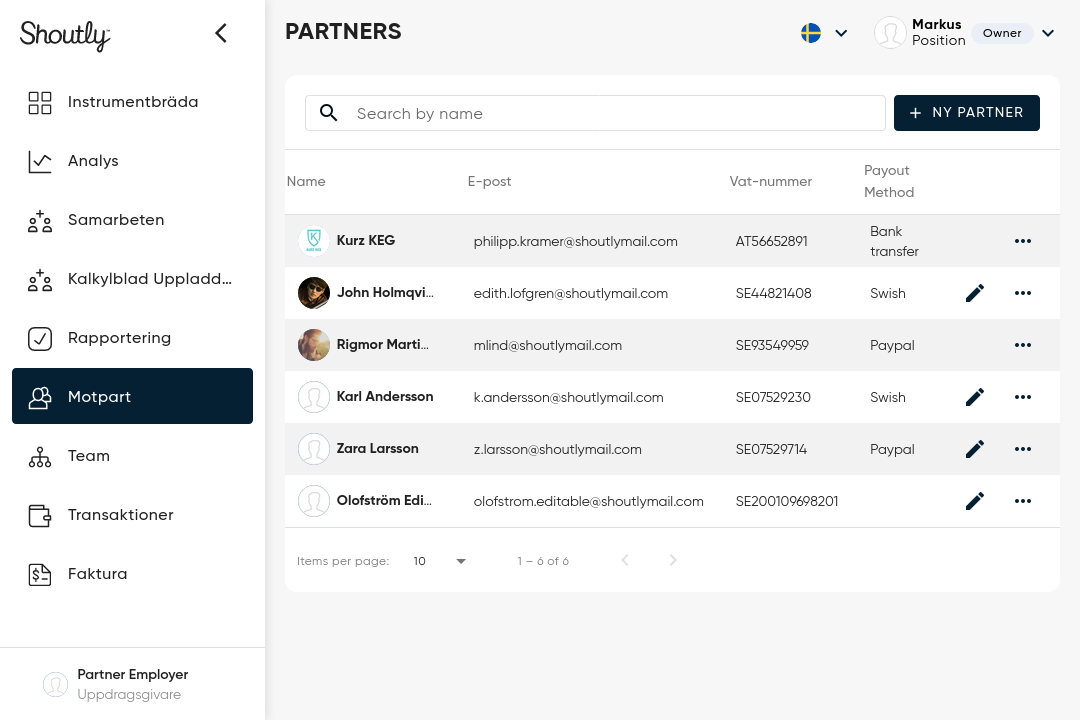 Shoutly
PARTNERS
Markus
Position
Owner
Instrumentbräda
Analys
Samarbeten
Kalkylblad Uppladd...
Rapportering
Motpart
Team
Transaktioner
Faktura
Partner Employer
Uppdragsgivare
Search by name
+ NY PARTNER
Name E-post Vat-nummer Payout Method
Kurz KEG philipp.kramer@shoutlymail.com AT56652891 Bank transfer
John Holmqvi... edith.lofgren@shoutlymail.com SE44821408 Swish
Rigmor Marti... mlind@shoutlymail.com SE93549959 Paypal
Karl Andersson k.andersson@shoutlymail.com SE07529230 Swish
Zara Larsson z.larsson@shoutlymail.com SE07529714 Paypal
Olofström Edi... olofstrom.editable@shoutlymail.com SE200109698201
Items per page: 10 1 – 6 of 6